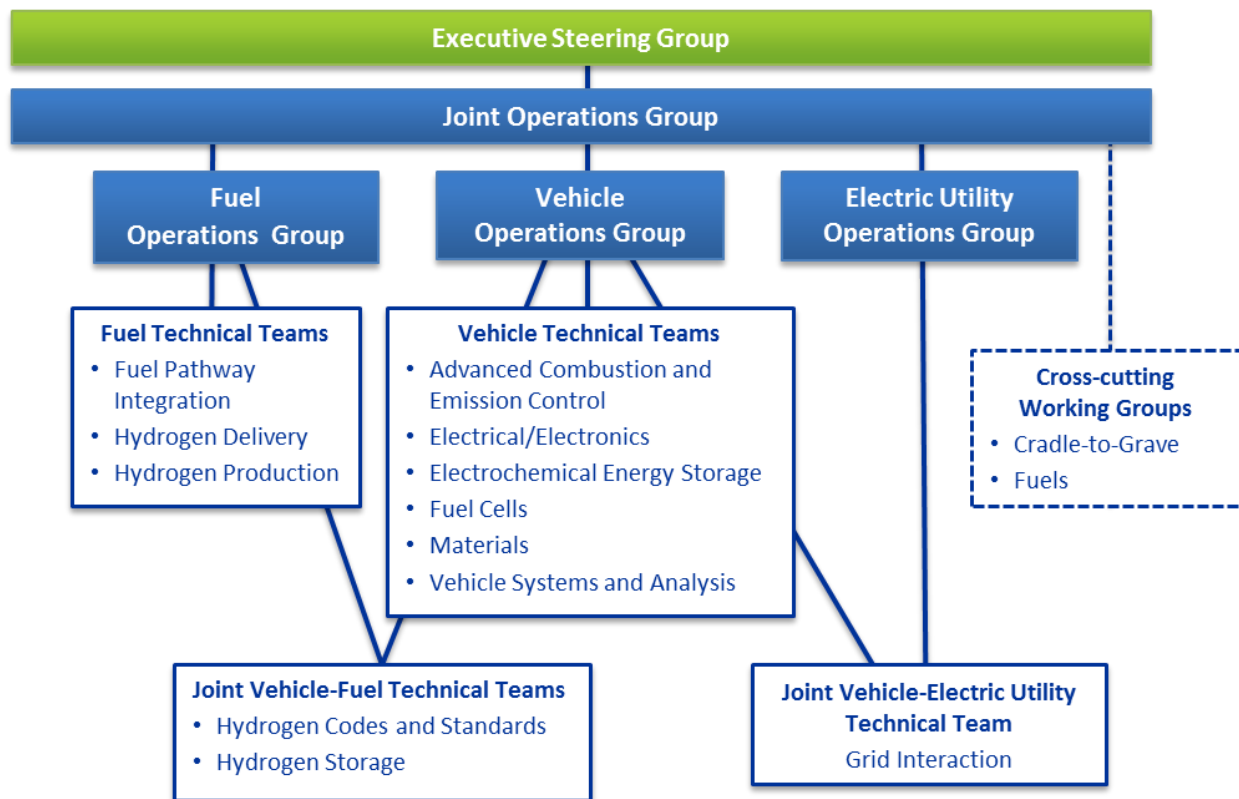 Executive Steering Group
Joint Operations Group
Fuel
Operations Group
Vehicle
Operations Group
Electric Utility
Operations Group
Fuel Technical Teams
• Fuel Pathway
Integration
• Hydrogen Delivery
• Hydrogen Production
Vehicle Technical Teams
• Advanced Combustion and
Emission Control
• Electrical/Electronics
• Electrochemical Energy Storage
• Fuel Cells
• Materials
• Vehicle Systems and Analysis
Cross-cutting
Working Groups
• Cradle-to-Grave
• Fuels
Joint Vehicle-Fuel Technical Teams
• Hydrogen Codes and Standards
• Hydrogen Storage
Joint Vehicle-Electric Utility
Technical Team
Grid Interaction